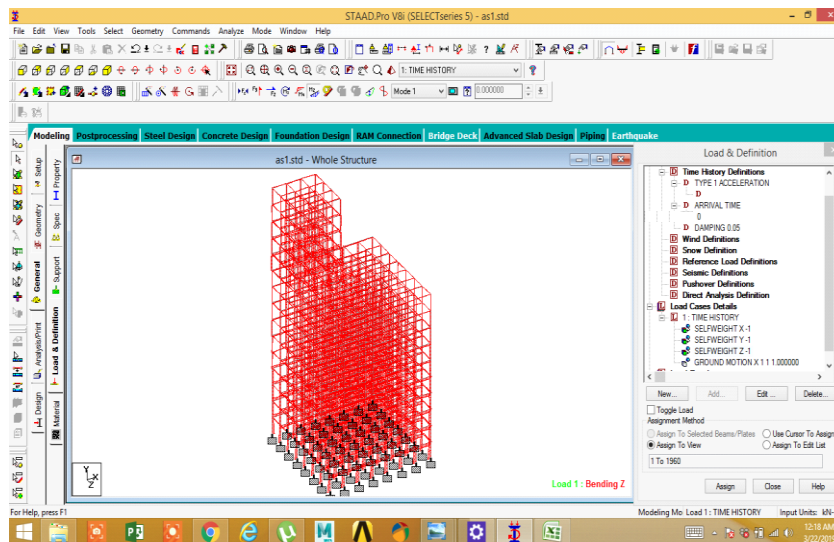 STAAD.Pro V8i (SELECTseries 5) - as1.std
File Edit View Tools Select Geometry Commands Analyze Mode Window Help
1: TIME HISTORY
Mode 1
0.000000
Modeling Postprocessing Steel Design Concrete Design Foundation Design RAM Connection Bridge Deck Advanced Slab Design Piping Earthquake
as1.std - Whole Structure
Setup
Geometry
General
Analysis/Print
Design
Property
Spec
Support
Load & Definition
Material
Y
X
Z
Load 1 : Bending Z
Load & Definition
Time History Definitions
TYPE 1 ACCELERATION
D
ARRIVAL TIME
0
DAMPING 0.05
Wind Definitions
Snow Definitions
Reference Load Definitions
Seismic Definitions
Pushover Definitions
Direct Analysis Definition
Load Cases Details
1 : TIME HISTORY
SELFWEIGHT X -1
SELFWEIGHT Y -1
SELFWEIGHT Z -1
GROUND MOTION X 1 1 1.000000
New... Add... Edit ... Delete...
Toggle Load
Assignment Method
Assign To Selected Beams/Plates Use Cursor To Assign
Assign To View Assign To Edit List
1 To 1960
Assign Close Help
For Help, press F1
Modeling Mo Load 1 : TIME HISTORY Input Units: kN-
12:18 AM